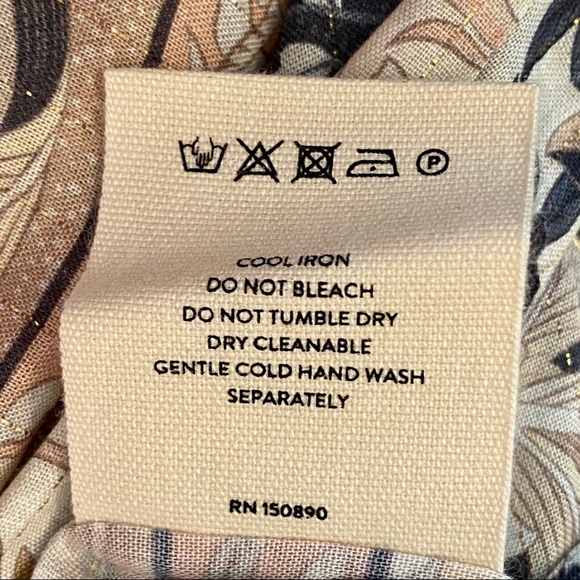 P
COOL IRON
DO NOT BLEACH
DO NOT TUMBLE DRY
DRY CLEANABLE
GENTLE COLD HAND WASH
SEPARATELY
RN 150890